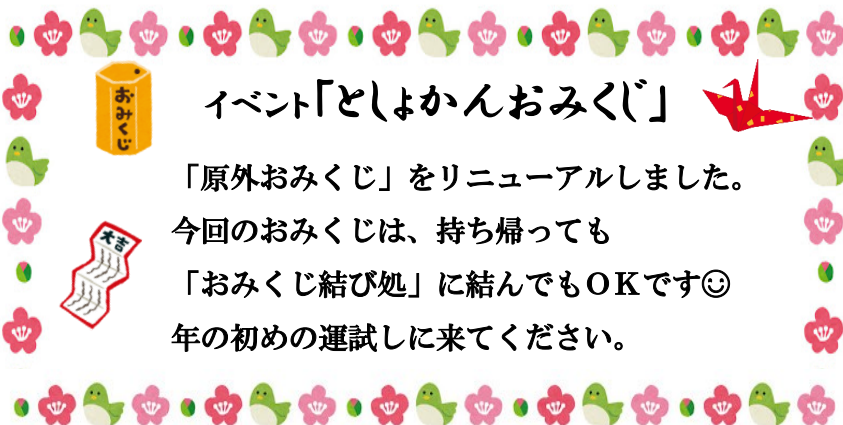 イベント「としょかんおみくじ」
おみくじ
「原外おみくじ」をリニューアルしました。
今回のおみくじは、持ち帰っても
大吉
「おみくじ結び処」に結んでもＯＫです☺
年の初めの運試しに来てください。